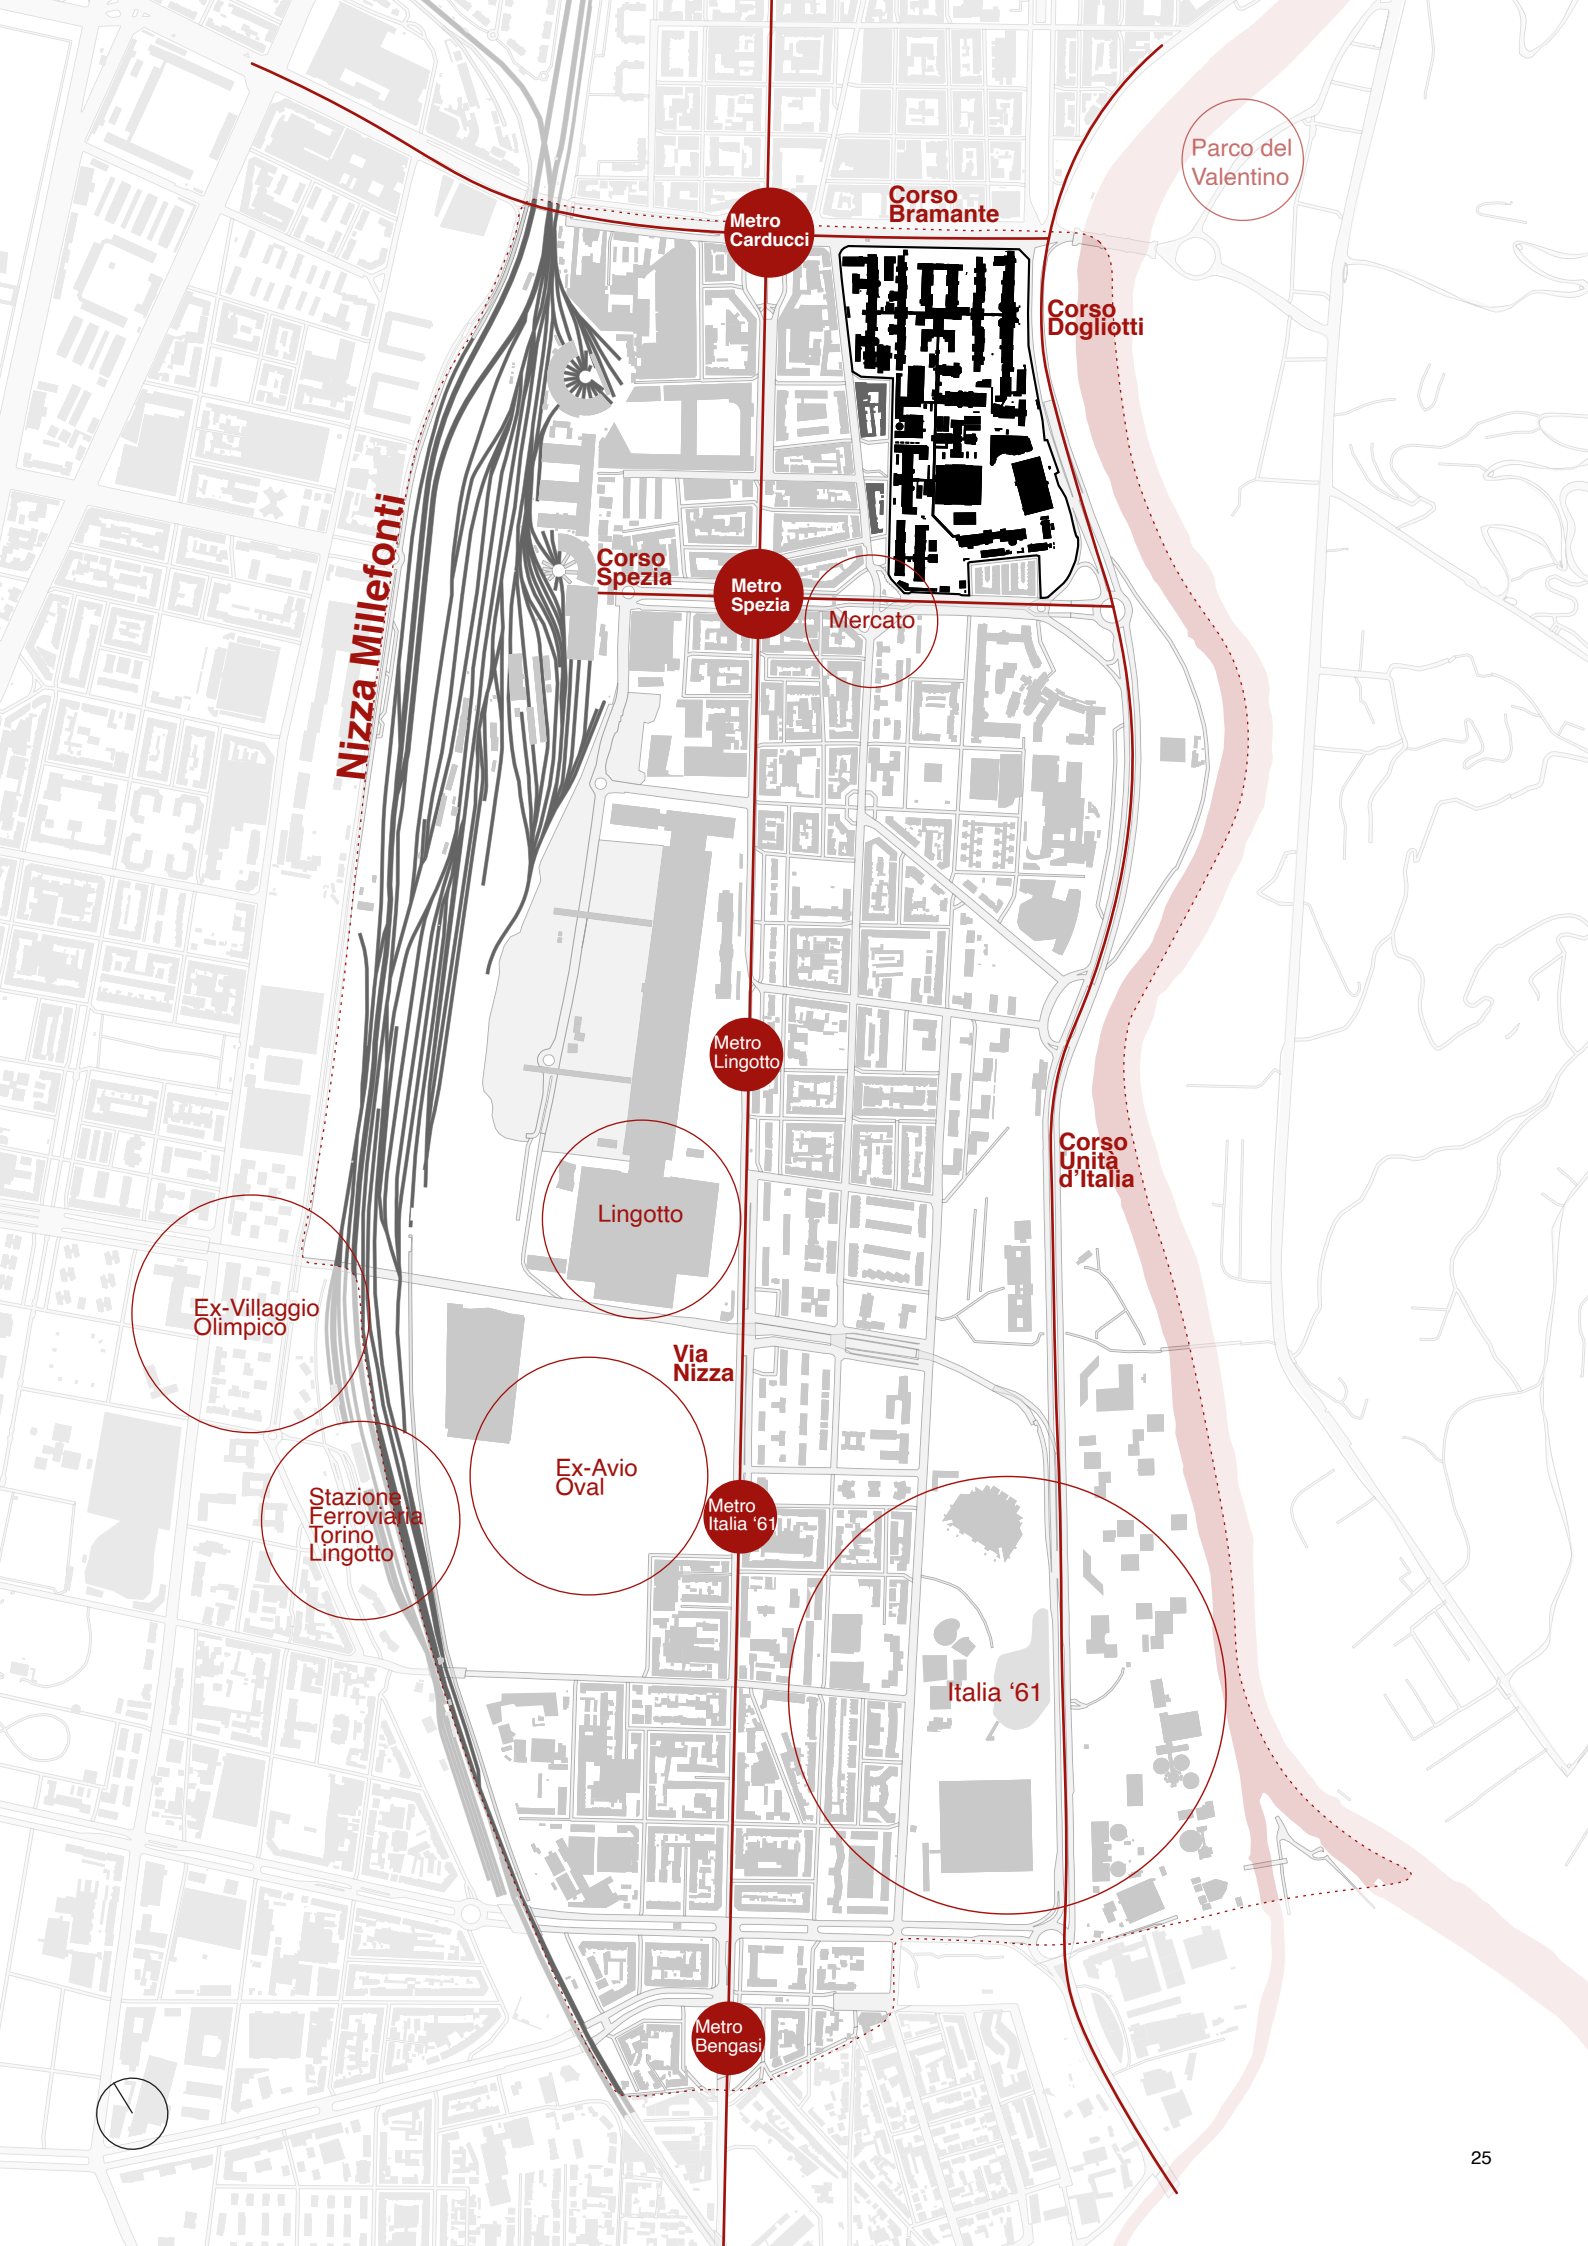 Parco del
Valentino
Corso
Bramante
Metro
Carducci
Corso
Dogliotti
Nizza Millefonti
Corso
Spezia
Metro
Spezia
Mercato
Metro
Lingotto
Corso
Unità
d'Italia
Lingotto
Ex-Villaggio
Olimpico
Via
Nizza
Ex-Avio
Oval
Stazione
Ferroviaria
Torino
Lingotto
Metro
Italia ‘61
Italia ‘61
Metro
Bengasi
25